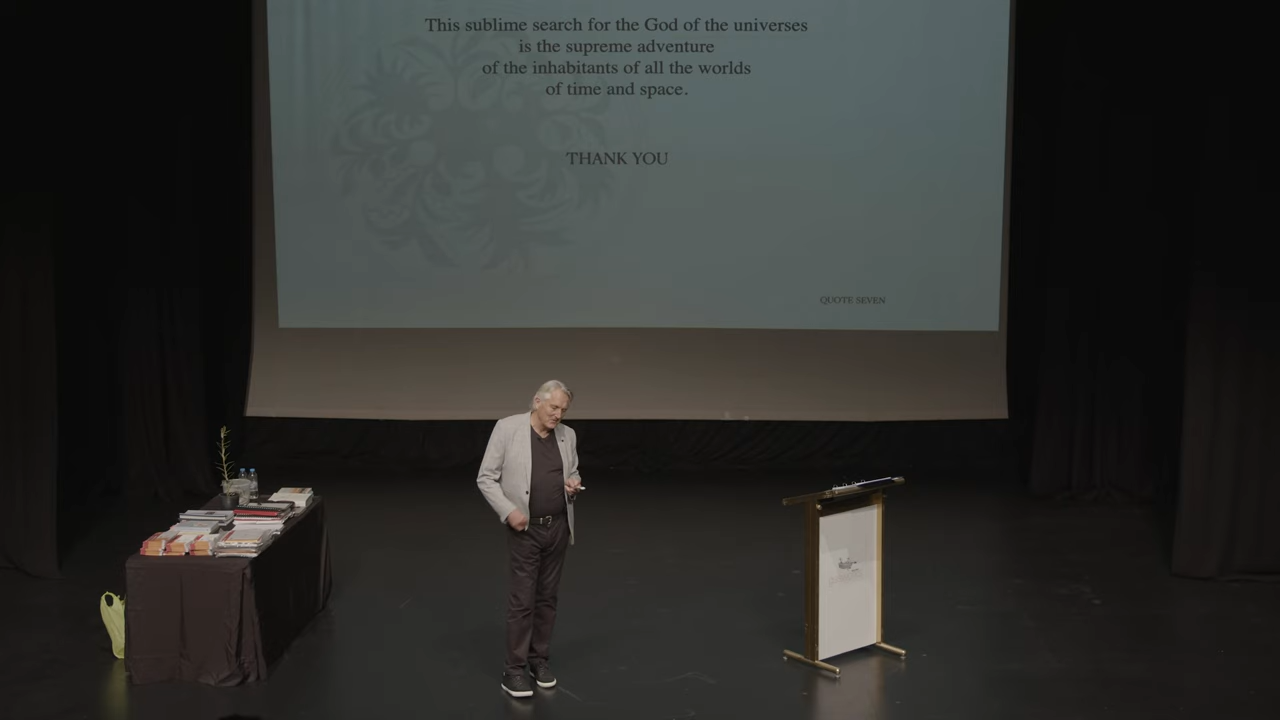 This sublime search for the God of the universes
is the supreme adventure
of the inhabitants of all the worlds
of time and space.
THANK YOU
QUOTE SEVEN